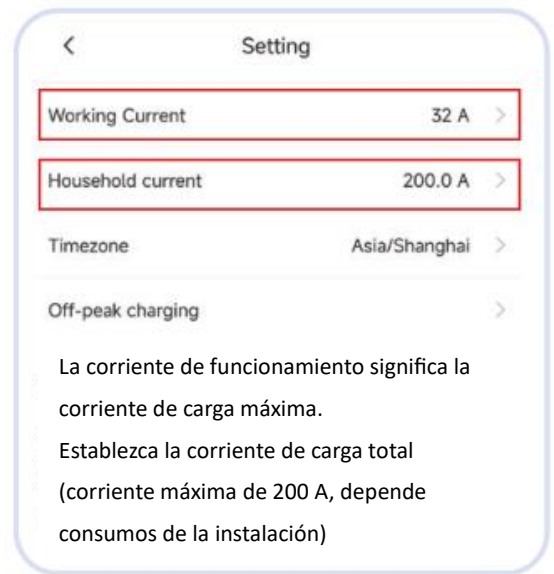 Setting
Working Current 32 A
Household current 200.0 A
Timezone Asia/Shanghai
Off-peak charging
La corriente de funcionamiento significa la
corriente de carga máxima.
Establezca la corriente de carga total
(corriente máxima de 200 A, depende
consumos de la instalación)